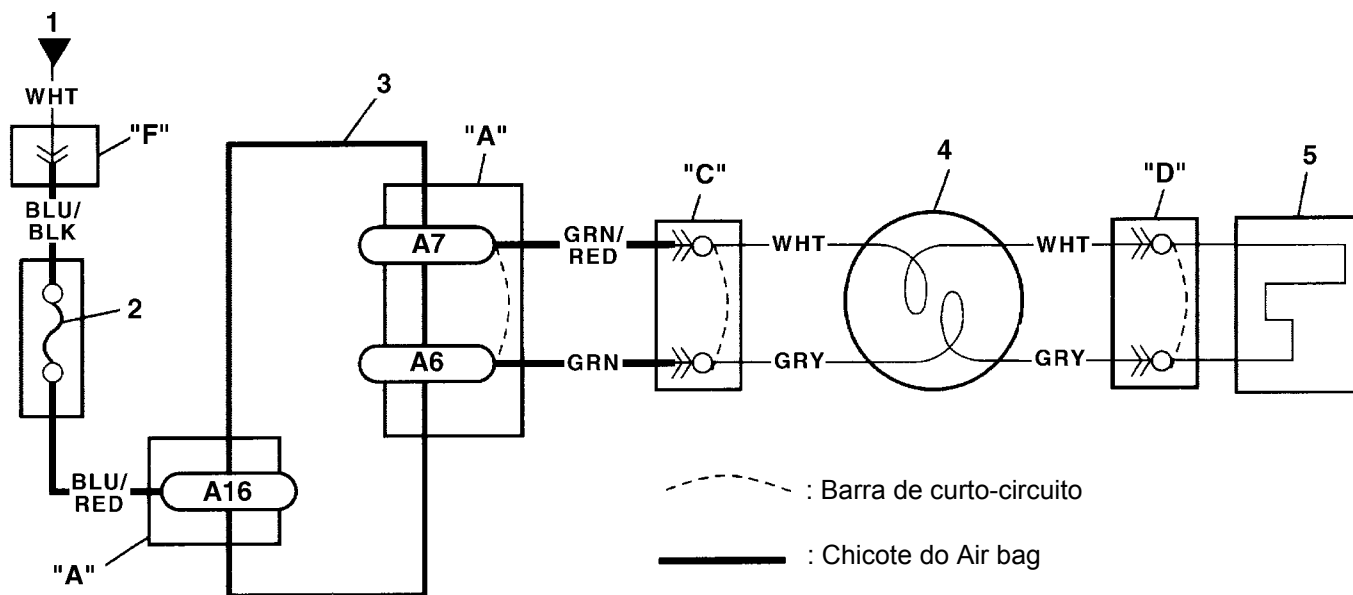 1
WHT
"F"
BLU/
BLK
2
BLU/
RED
A16
"A"
3
"A"
A7
A6
GRN/
RED
GRN
"C"
WHT
GRY
4
WHT
GRY
"D"
5
: Barra de curto-circuito
: Chicote do Air bag